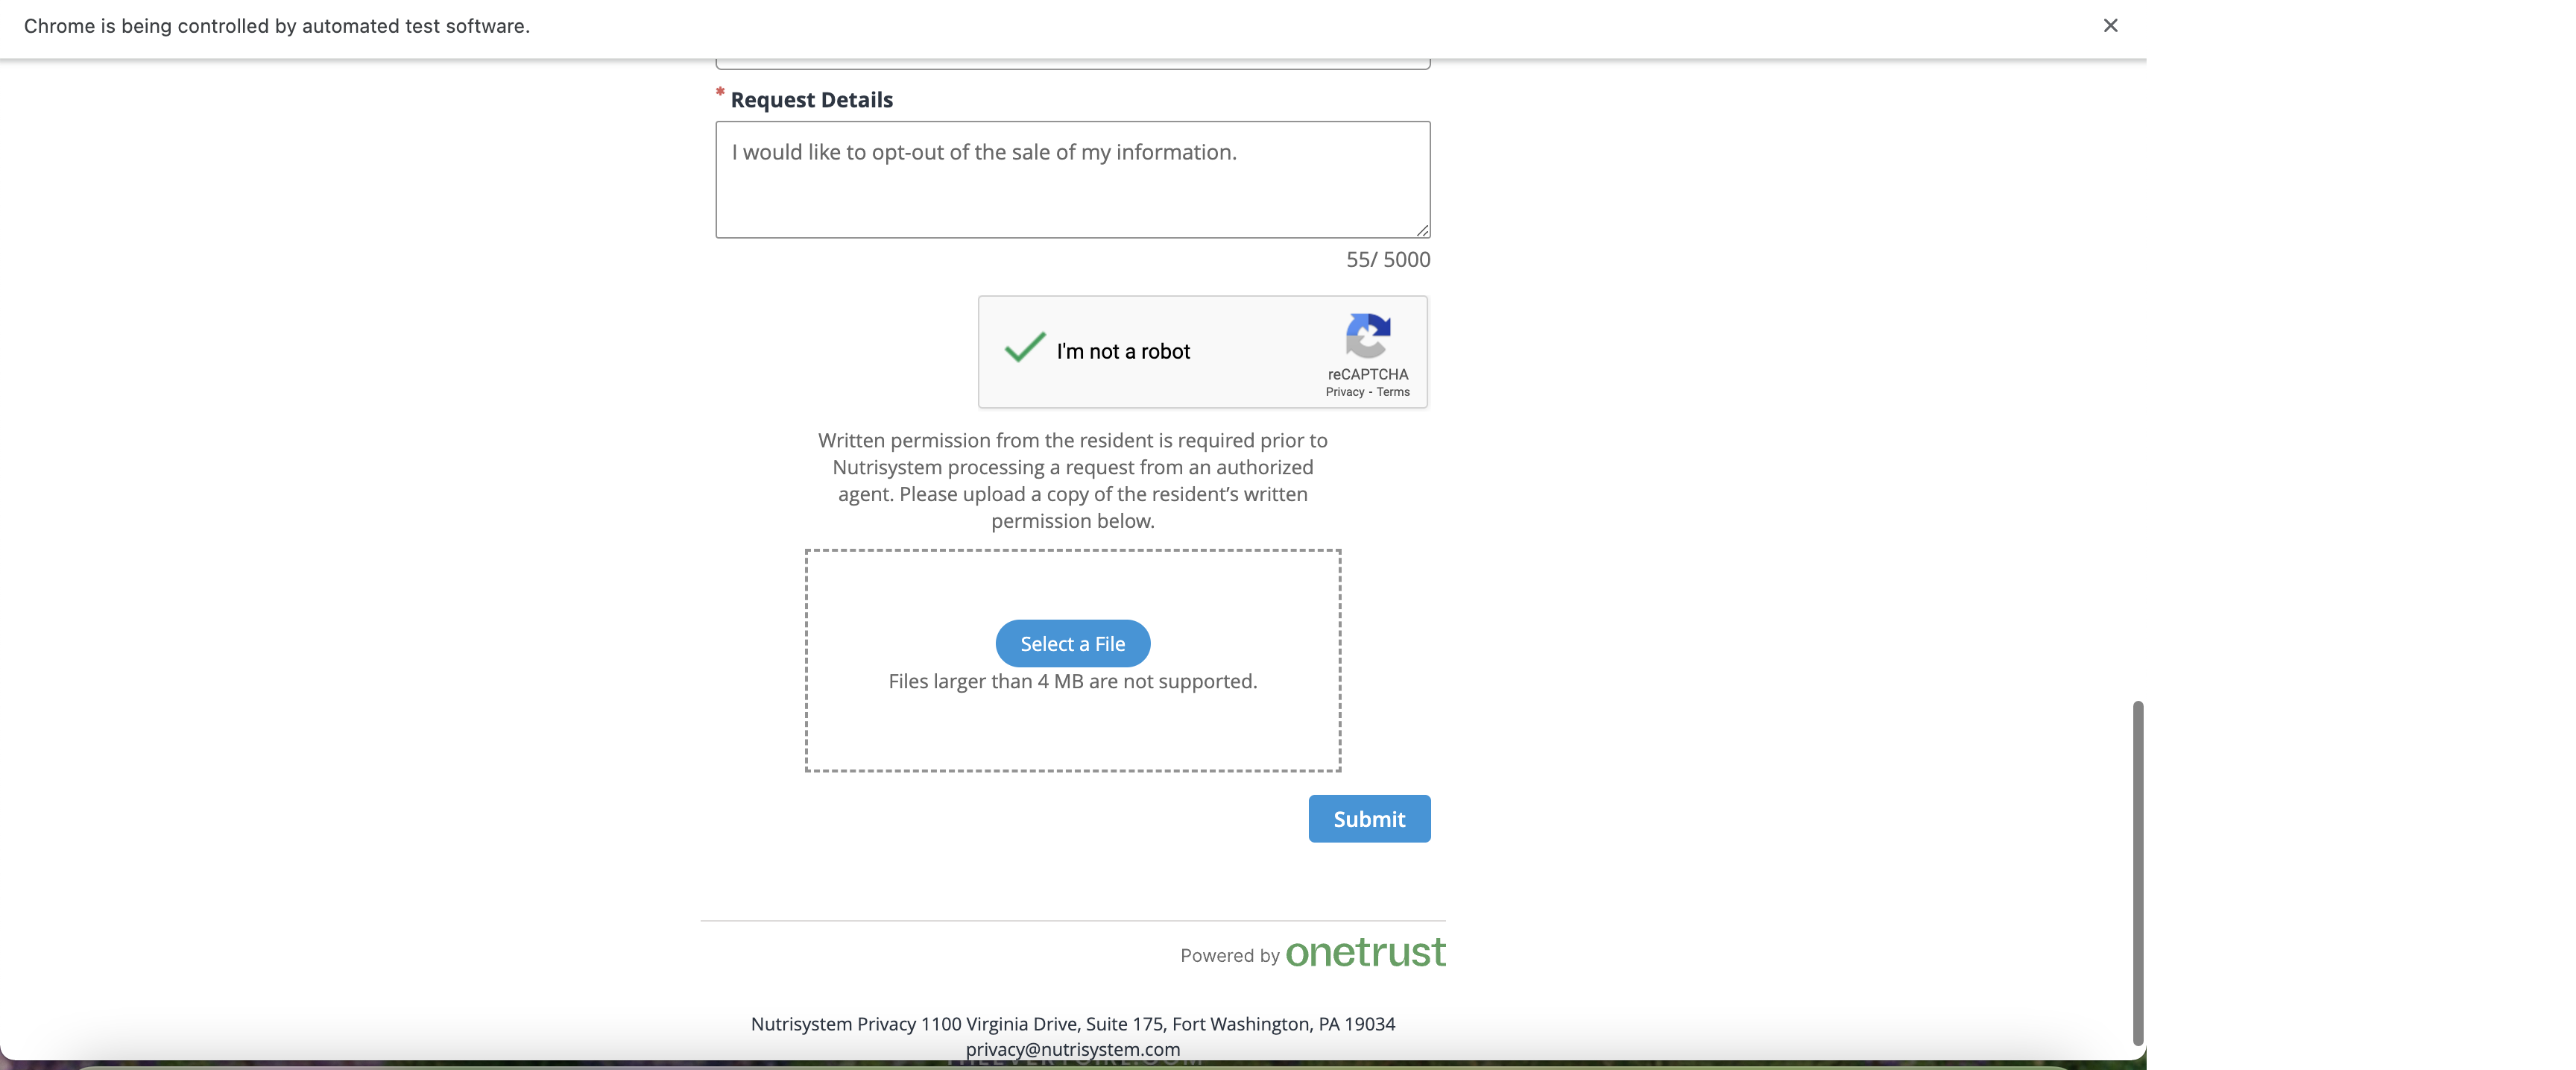 Chrome is being controlled by automated test software.
* Request Details
I would like to opt-out of the sale of my information.
55/ 5000
I'm not a robot
reCAPTCHA
Privacy - Terms
Written permission from the resident is required prior to
Nutrisystem processing a request from an authorized
agent. Please upload a copy of the resident’s written
permission below.
Select a File
Files larger than 4 MB are not supported.
Submit
Powered by onetrust
Nutrisystem Privacy 1100 Virginia Drive, Suite 175, Fort Washington, PA 19034
privacy@nutrisystem.com